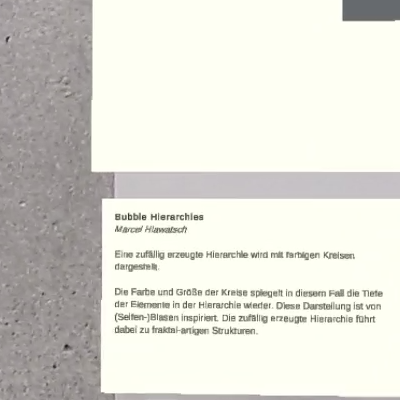 Bubble Hierarchies
Marcel Hlawatsch
Eine zufällig erzeugte Hierarchie wird mit farbigen Kreisen
dargestellt.
Die Farbe und Größe der Kreise spiegelt in diesem Fall die Tiefe
der Elemente in der Hierarchie wieder. Diese Darstellung ist von
(Seifen-)Blasen inspiriert. Die zufällig erzeugte Hierarchie führt
dabei zu fraktal-artigen Strukturen.